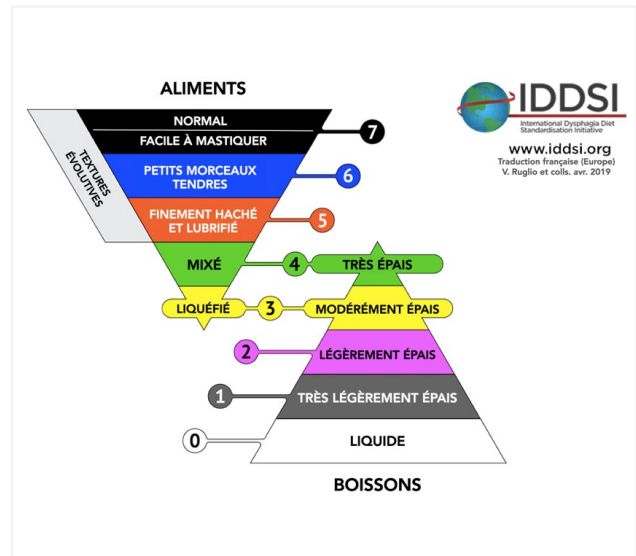 ALIMENTS
NORMAL
FACILE À MASTIQUER
7
TEXTURES
ÉVOLUTIVES
PETITS MORCEAUX
TENDRES
6
FINEMENT HACHÉ
ET LUBRIFIÉ
5
MIXÉ
4
TRÈS ÉPAIS
LIQUÉFIÉ
3
MODÉRÉMENT ÉPAIS
2
LÉGÈREMENT ÉPAIS
1
TRÈS LÉGÈREMENT ÉPAIS
0
LIQUIDE
BOISSONS
IDDSI
International Dysphagia Diet
Standardisation Initiative
www.iddsi.org
Traduction française (Europe)
V. Ruglio et colls. avr. 2019